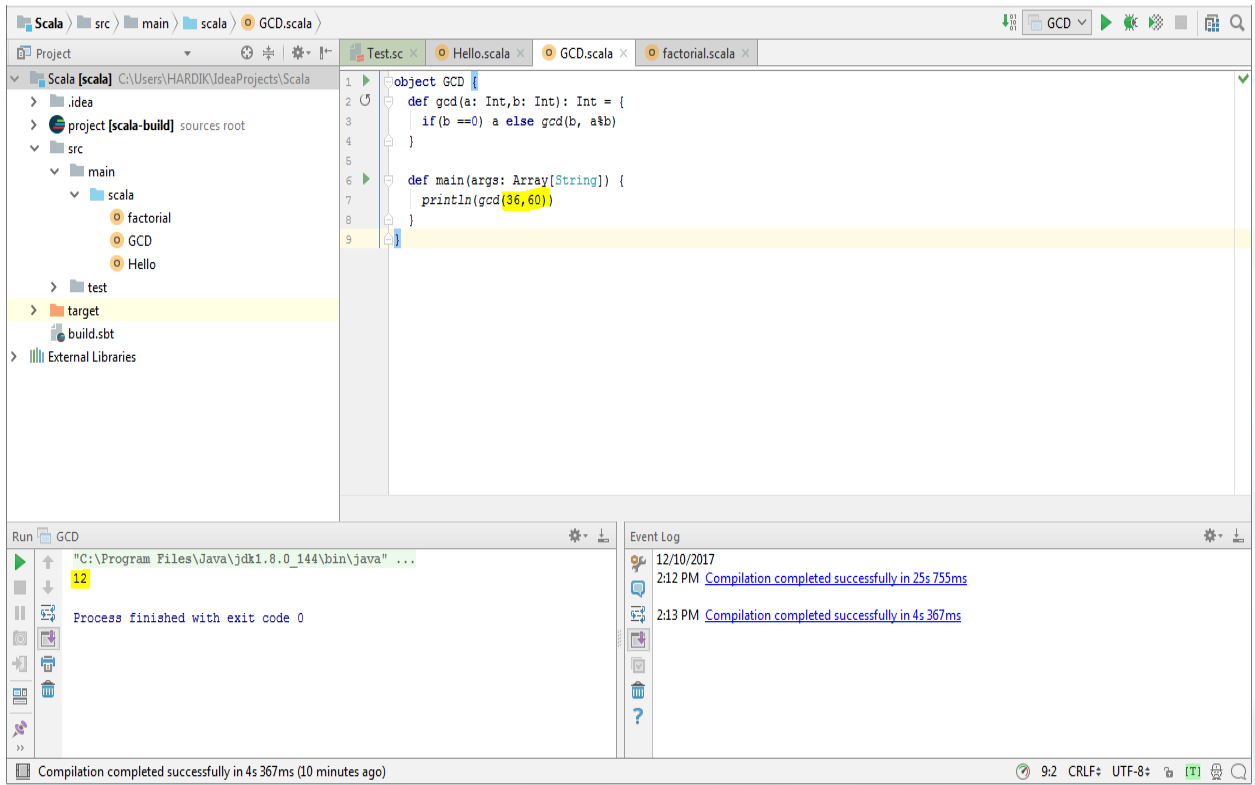 Scala src main scala GCD.scala GCD
Project
Test.sc Hello.scala GCD.scala factorial.scala
Scala [scala] C:\Users\HARDIK\IdeaProjects\Scala
.idea
project [scala-build] sources root
src
main
scala
factorial
GCD
Hello
test
target
build.sbt
External Libraries
1 object GCD {
2 def gcd(a: Int,b: Int): Int = {
3 if(b ==0) a else gcd(b, a%b)
4 }
5
6 def main(args: Array[String]) {
7 println(gcd(36,60))
8 }
9 }
Run GCD
"C:\Program Files\Java\jdk1.8.0_144\bin\java" ...
12
Process finished with exit code 0
Event Log
12/10/2017
2:12 PM Compilation completed successfully in 25s 755ms
2:13 PM Compilation completed successfully in 4s 367ms
Compilation completed successfully in 4s 367ms (10 minutes ago)
9:2 CRLF UTF-8 [T]